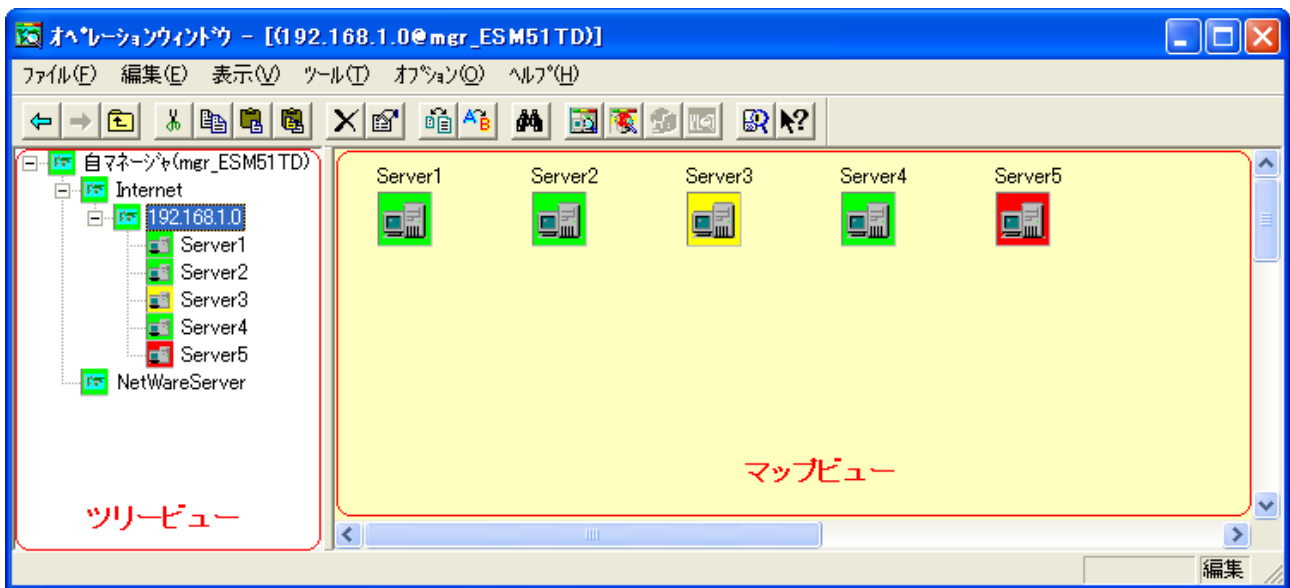 ｵﾍﾟﾚｰｼｮﾝｳｨﾝﾄﾞｳ - [(192.168.1.0@mgr_ESM51TD)]
ﾌｧｲﾙ(F) 編集(E) 表示(V) ﾂｰﾙ(T) ｵﾌﾟｼｮﾝ(O) ﾍﾙﾌﾟ(H)
自ﾏﾈｰｼﾞｬ(mgr_ESM51TD)
Internet
192.168.1.0
Server1
Server2
Server3
Server4
Server5
NetWareServer
ツリービュー
Server1 Server2 Server3 Server4 Server5
マップビュー
編集